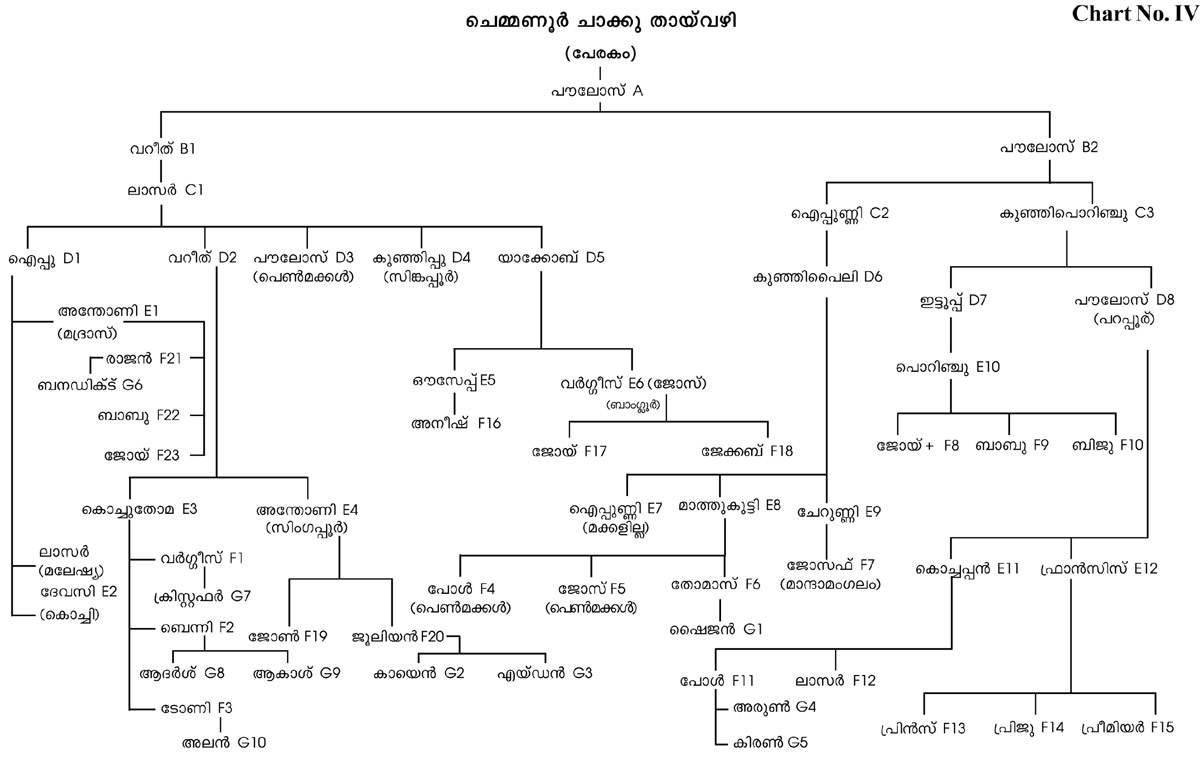 Chart No. IV
ചെമ്മണൂർ ചാക്കു തായ്‌വഴി
(പേരകം)
പൗലോസ് A
വറീത് B1
പൗലോസ് B2
ലാസർ C1
ഐപ്പുണ്ണി C2
കുഞ്ഞിപൊറിഞ്ചു C3
ഐപ്പു D1
വറീത് D2
പൗലോസ് D3
(പെൺമക്കൾ)
കുഞ്ഞിപ്പു D4
(സിങ്കപ്പൂർ)
യാക്കോബ് D5
കുഞ്ഞിപൈലി D6
ഇട്ടൂപ്പ് D7
പൗലോസ് D8
(പറപ്പൂര്)
അന്തോണി E1
(മദ്രാസ്)
രാജൻ F21
ബനഡിക്ട് G6
ബാബു F22
ജോയ് F23
ഔസേപ്പ് E5
അനീഷ് F16
വർഗ്ഗീസ് E6 (ജോസ്)
(ബാംഗ്ലൂർ)
ജോയ് F17
ജേക്കബ് F18
പൊറിഞ്ചു E10
ജോയ് + F8
ബാബു F9
ബിജു F10
കൊച്ചുതോമ E3
അന്തോണി E4
(സിംഗപ്പൂർ)
ഐപ്പുണ്ണി E7
(മക്കളില്ല)
മാത്തുകുട്ടി E8
ചേറുണ്ണി E9
ലാസർ
(മലേഷ്യ)
ദേവസി E2
(കൊച്ചി)
വർഗ്ഗീസ് F1
ക്രിസ്റ്റഫർ G7
ബെന്നി F2
ആദർശ് G8
ആകാശ് G9
ടോണി F3
അലൻ G10
ജോൺ F19
ജൂലിയൻ F20
കായെൻ G2
എയ്ഡൻ G3
പോൾ F4
(പെൺമക്കൾ)
ജോസ് F5
(പെൺമക്കൾ)
തോമാസ് F6
ഷൈജൻ G1
ജോസഫ് F7
(മാന്ദാമംഗലം)
കൊച്ചപ്പൻ E11
ഫ്രാൻസിസ് E12
പോൾ F11
ലാസർ F12
അരുൺ G4
കിരൺ G5
പ്രിൻസ് F13
പ്രിജു F14
പ്രീമിയർ F15